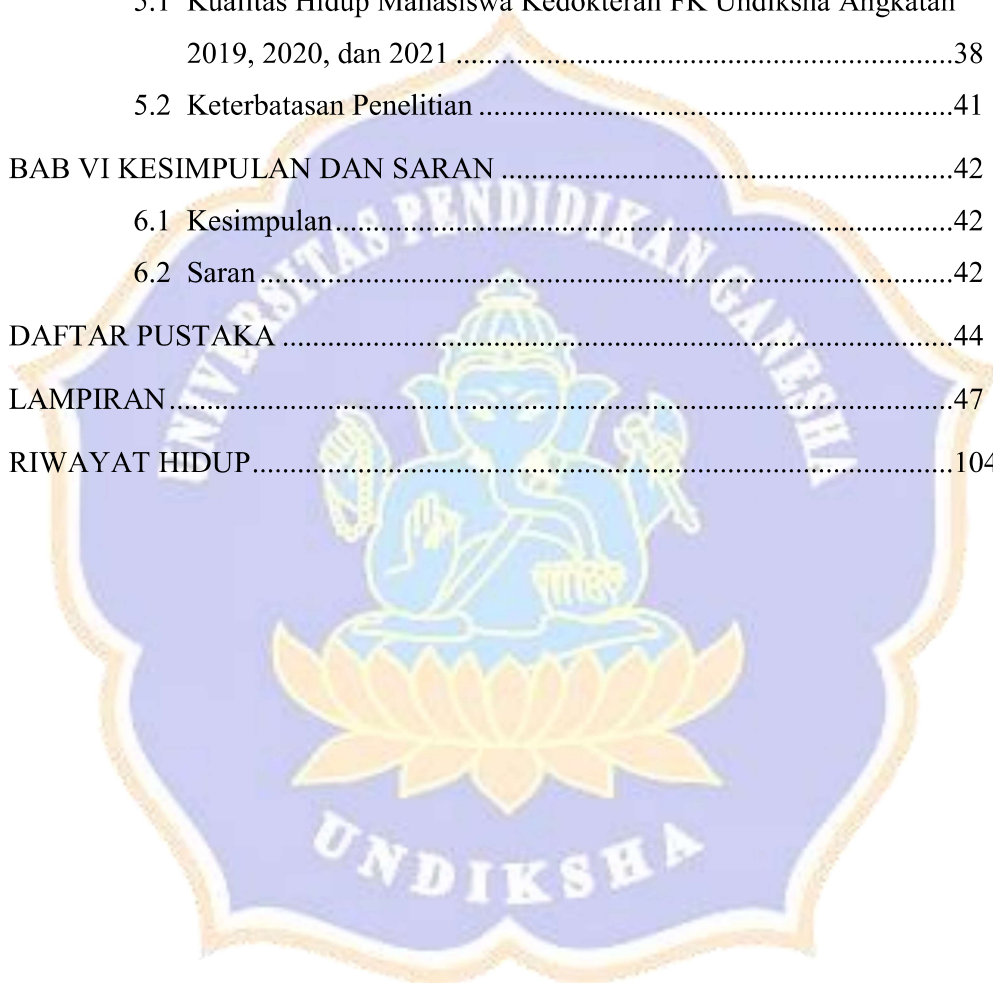 5.1 Kualitas Hidup Mahasiswa Kedokteran FK Undiksha Angkatan
2019, 2020, dan 2021 ....................................................................38
5.2 Keterbatasan Penelitian .................................................................41
BAB VI KESIMPULAN DAN SARAN ..............................................................42
6.1 Kesimpulan.....................................................................................42
6.2 Saran ...............................................................................................42
DAFTAR PUSTAKA ............................................................................................44
LAMPIRAN...........................................................................................................47
RIWAYAT HIDUP................................................................................................104
UNIVERSITAS PENDIDIKAN GANESHA
UNDIKSHA